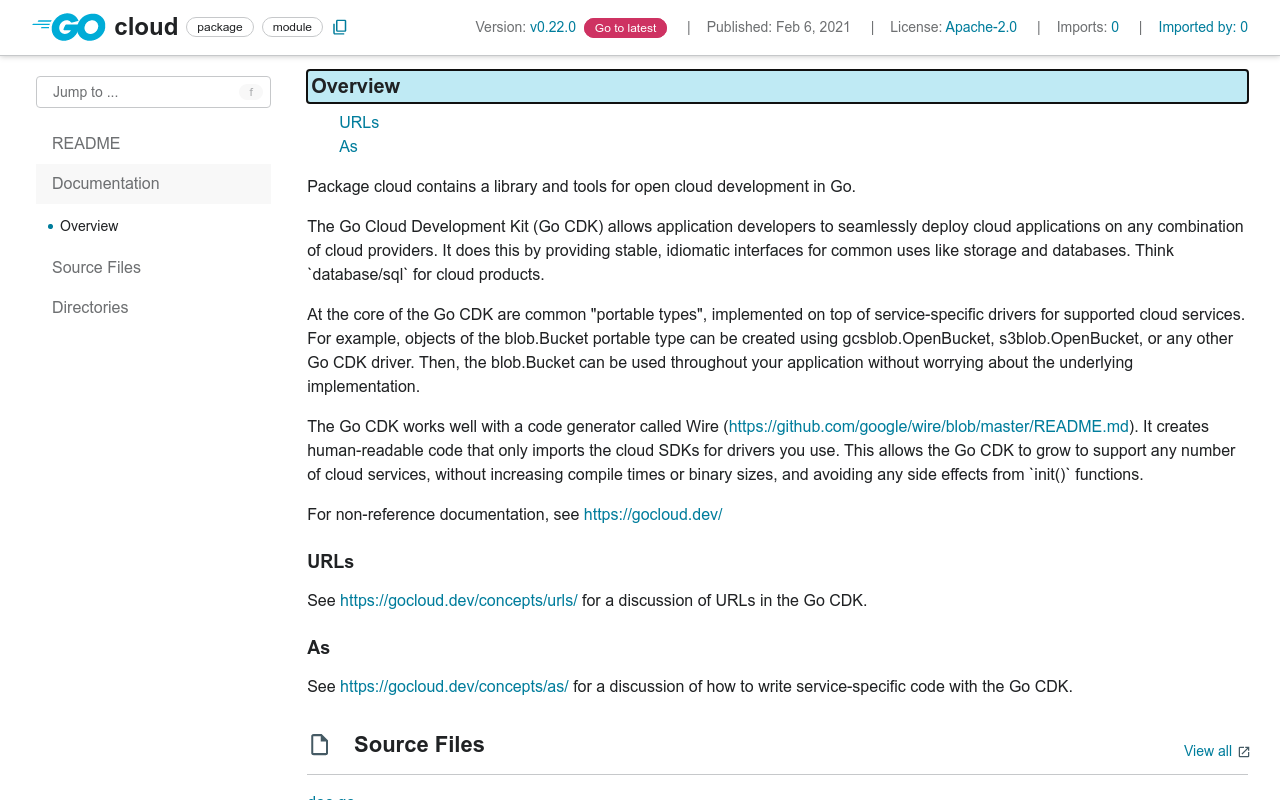 GO cloud package module
Version: v0.22.0 Go to latest | Published: Feb 6, 2021 | License: Apache-2.0 | Imports: 0 | Imported by: 0
Jump to ... f
README
Documentation
Overview
Source Files
Directories
Overview
URLs
As
Package cloud contains a library and tools for open cloud development in Go.
The Go Cloud Development Kit (Go CDK) allows application developers to seamlessly deploy cloud applications on any combination
of cloud providers. It does this by providing stable, idiomatic interfaces for common uses like storage and databases. Think
`database/sql` for cloud products.
At the core of the Go CDK are common "portable types", implemented on top of service-specific drivers for supported cloud services.
For example, objects of the blob.Bucket portable type can be created using gcsblob.OpenBucket, s3blob.OpenBucket, or any other
Go CDK driver. Then, the blob.Bucket can be used throughout your application without worrying about the underlying
implementation.
The Go CDK works well with a code generator called Wire (https://github.com/google/wire/blob/master/README.md). It creates
human-readable code that only imports the cloud SDKs for drivers you use. This allows the Go CDK to grow to support any number
of cloud services, without increasing compile times or binary sizes, and avoiding any side effects from `init()` functions.
For non-reference documentation, see https://gocloud.dev/
URLs
See https://gocloud.dev/concepts/urls/ for a discussion of URLs in the Go CDK.
As
See https://gocloud.dev/concepts/as/ for a discussion of how to write service-specific code with the Go CDK.
Source Files
View all
doc.go